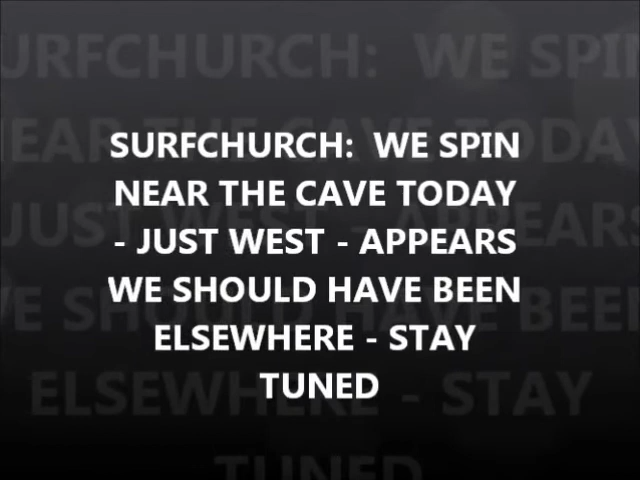 SURFCHURCH:  WE SPIN
NEAR THE CAVE TODAY
- JUST WEST - APPEARS
WE SHOULD HAVE BEEN
ELSEWHERE - STAY
TUNED